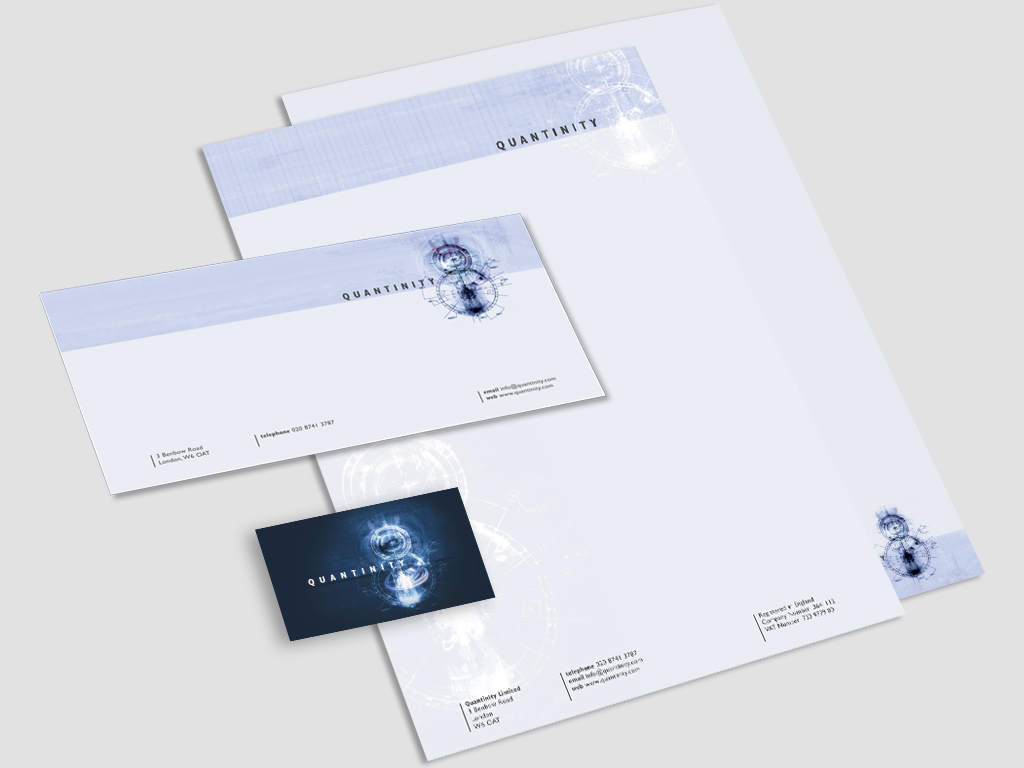 QUANTINITY
QUANTINITY
email info@quantinity.com
web www.quantinity.com
telephone 020 8741 3787
3 Benbow Road
London, W6 OAT
QUANTINITY
Registered in England
Company Number
VAT Number
telephone 020 8741 3787
email info@quantinity.com
web www.quantinity.com
Quantinity Limited
3 Benbow Road
London
W6 OAT